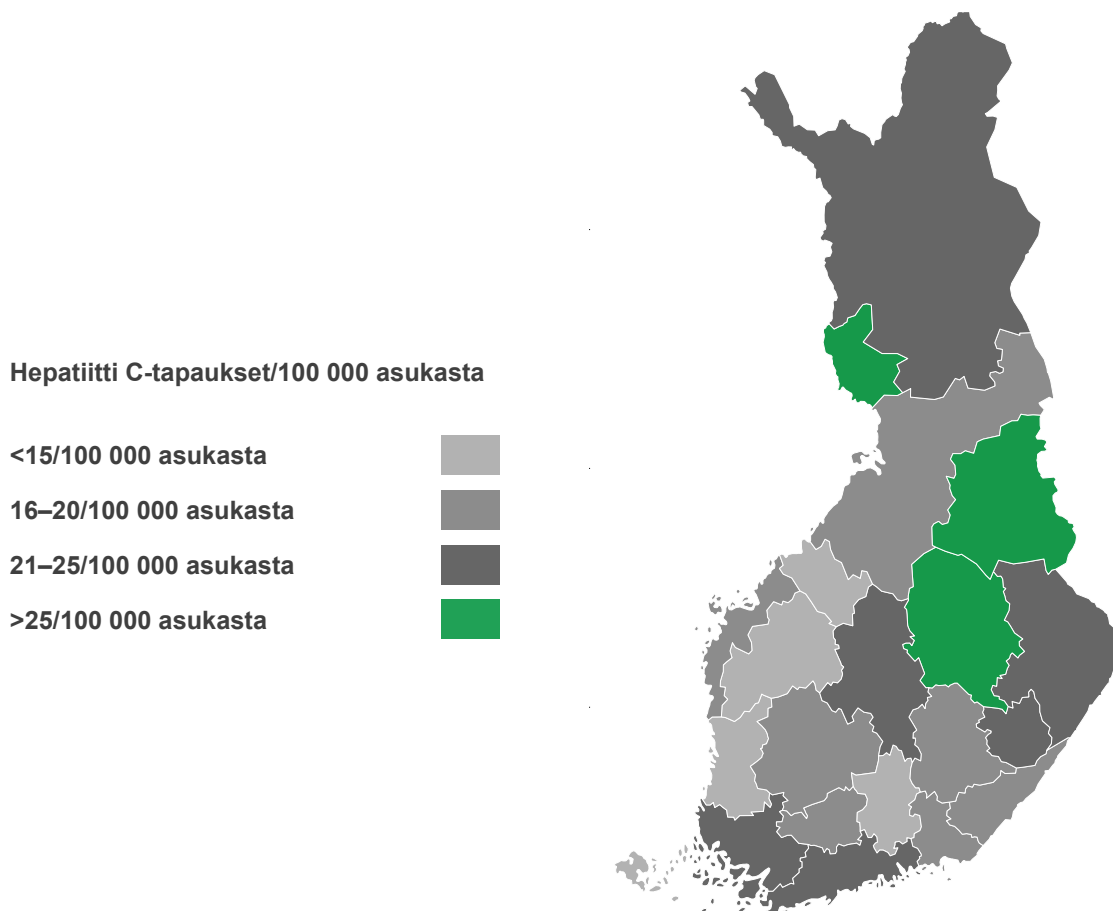 Hepatiitti C-tapaukset/100 000 asukasta
<15/100 000 asukasta
16–20/100 000 asukasta
21–25/100 000 asukasta
>25/100 000 asukasta